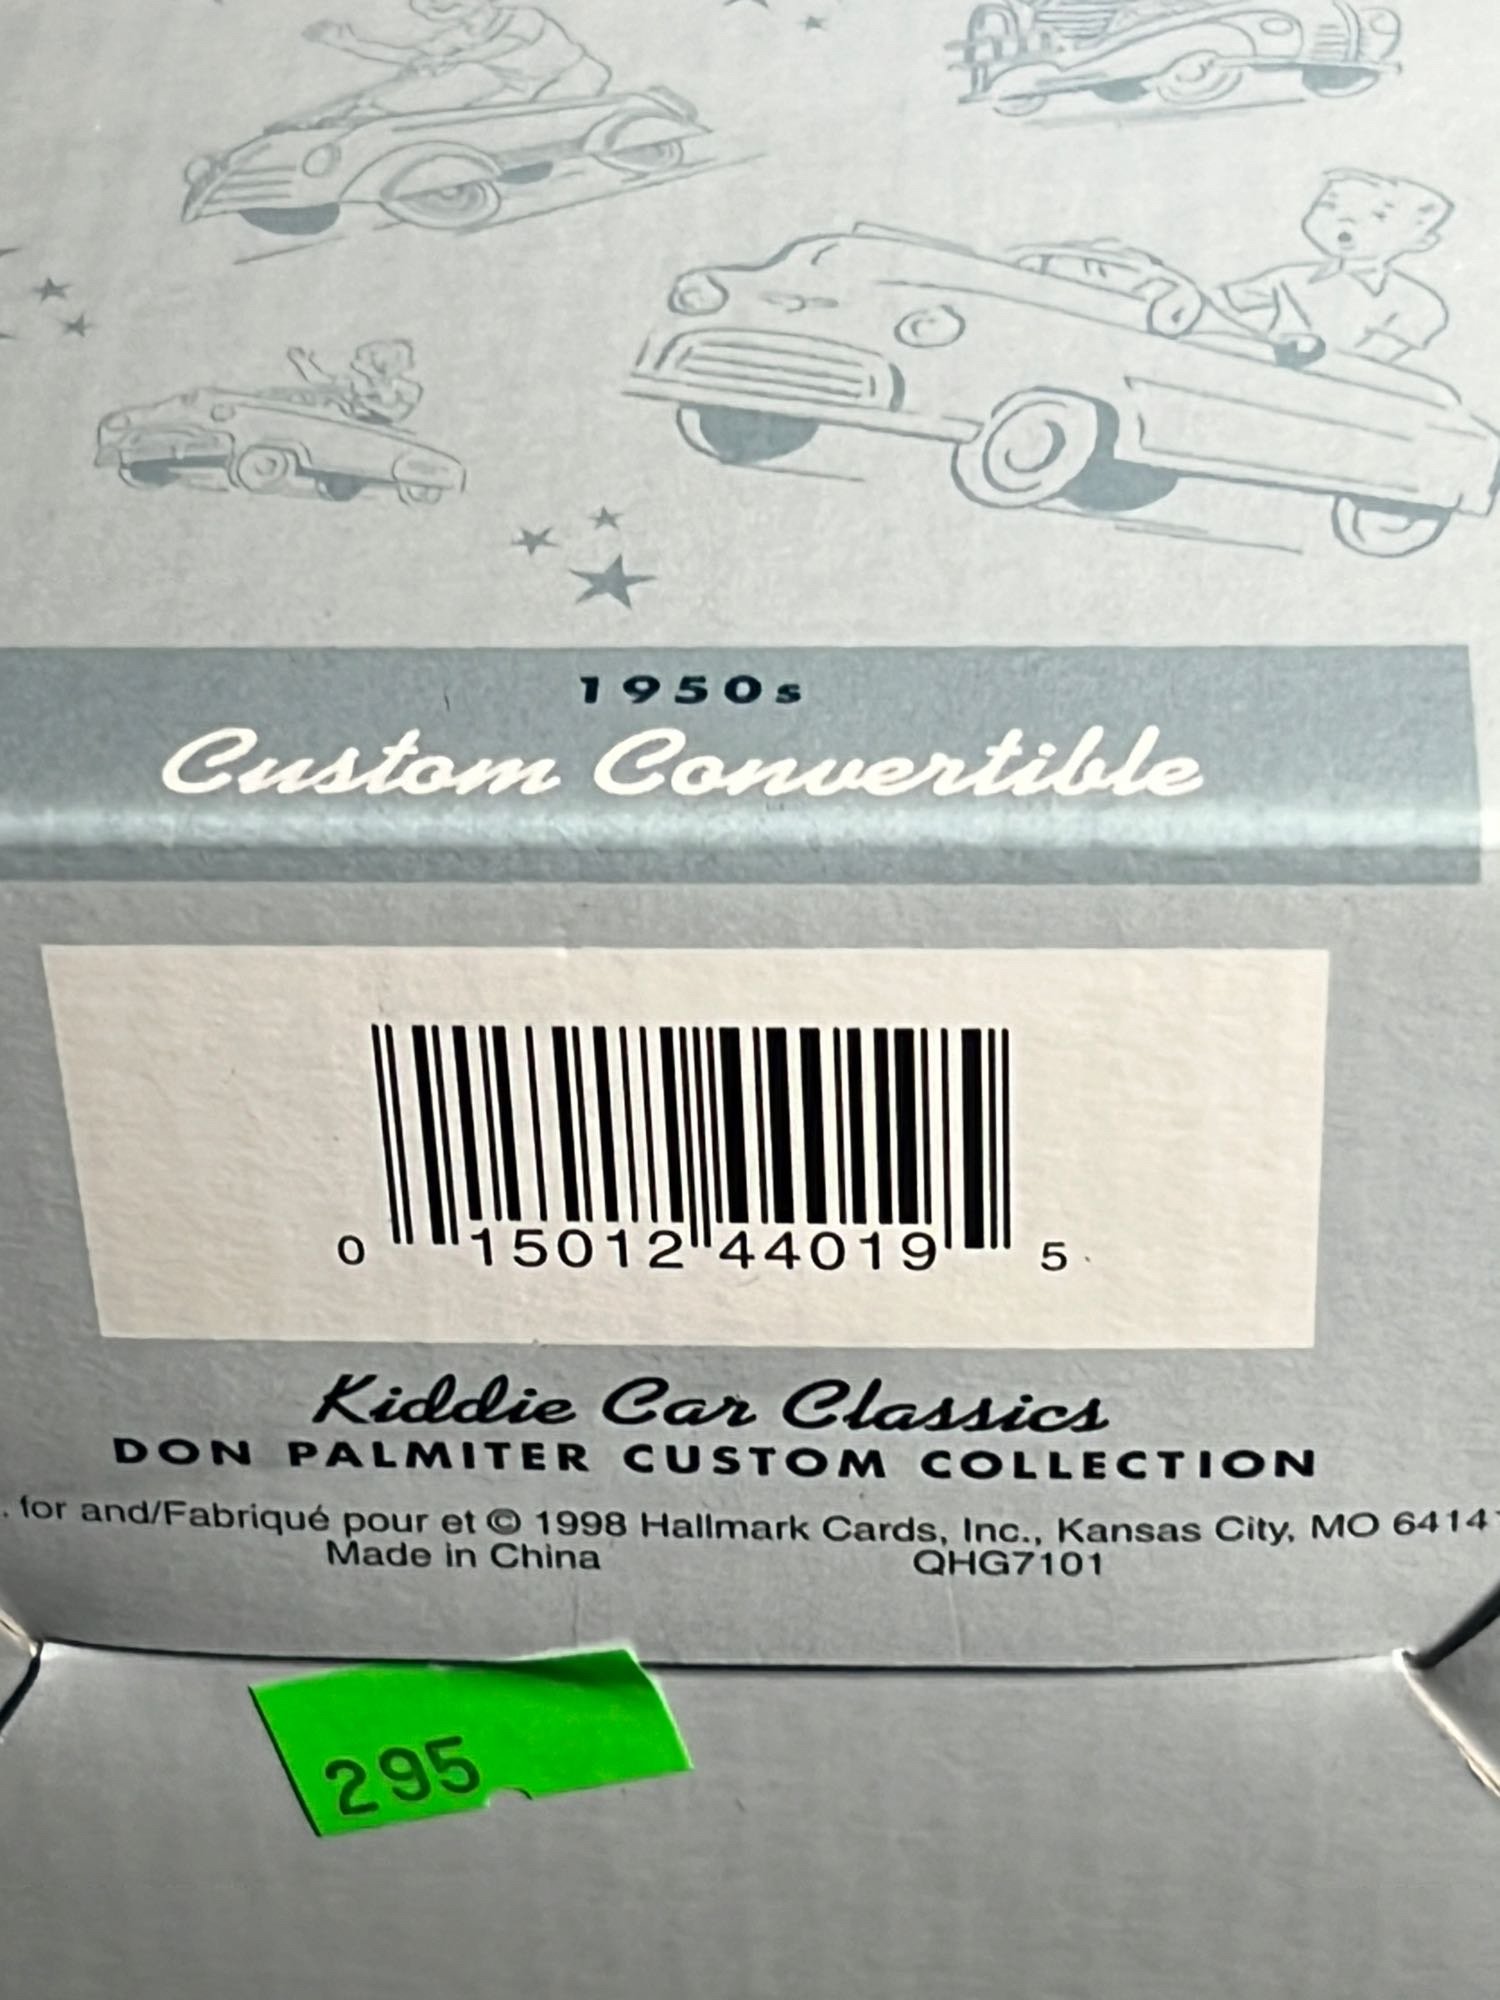 1950s
Custom Convertible
0 15012 44019 5
Kiddie Car Classics
DON PALMITER CUSTOM COLLECTION
. for and/Fabriqué pour et © 1998 Hallmark Cards, Inc., Kansas City, MO 6414
Made in China QHG7101
295